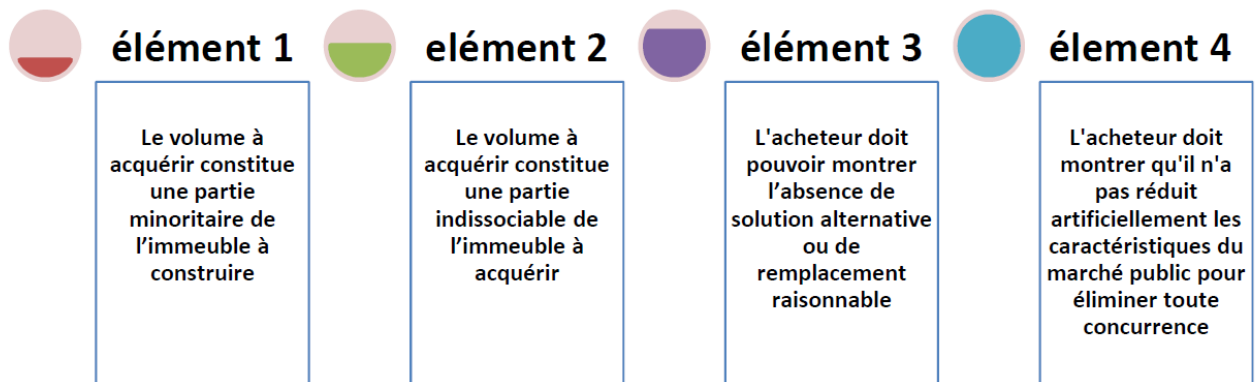 élément 1
Le volume à
acquérir constitue
une partie
minoritaire de
l’immeuble à
construire
elément 2
Le volume à
acquérir constitue
une partie
indissociable de
l’immeuble à
acquérir
élément 3
L'acheteur doit
pouvoir montrer
l’absence de
solution alternative
ou de
remplacement
raisonnable
élement 4
L'acheteur doit
montrer qu'il n'a
pas réduit
artificiellement les
caractéristiques du
marché public pour
éliminer toute
concurrence